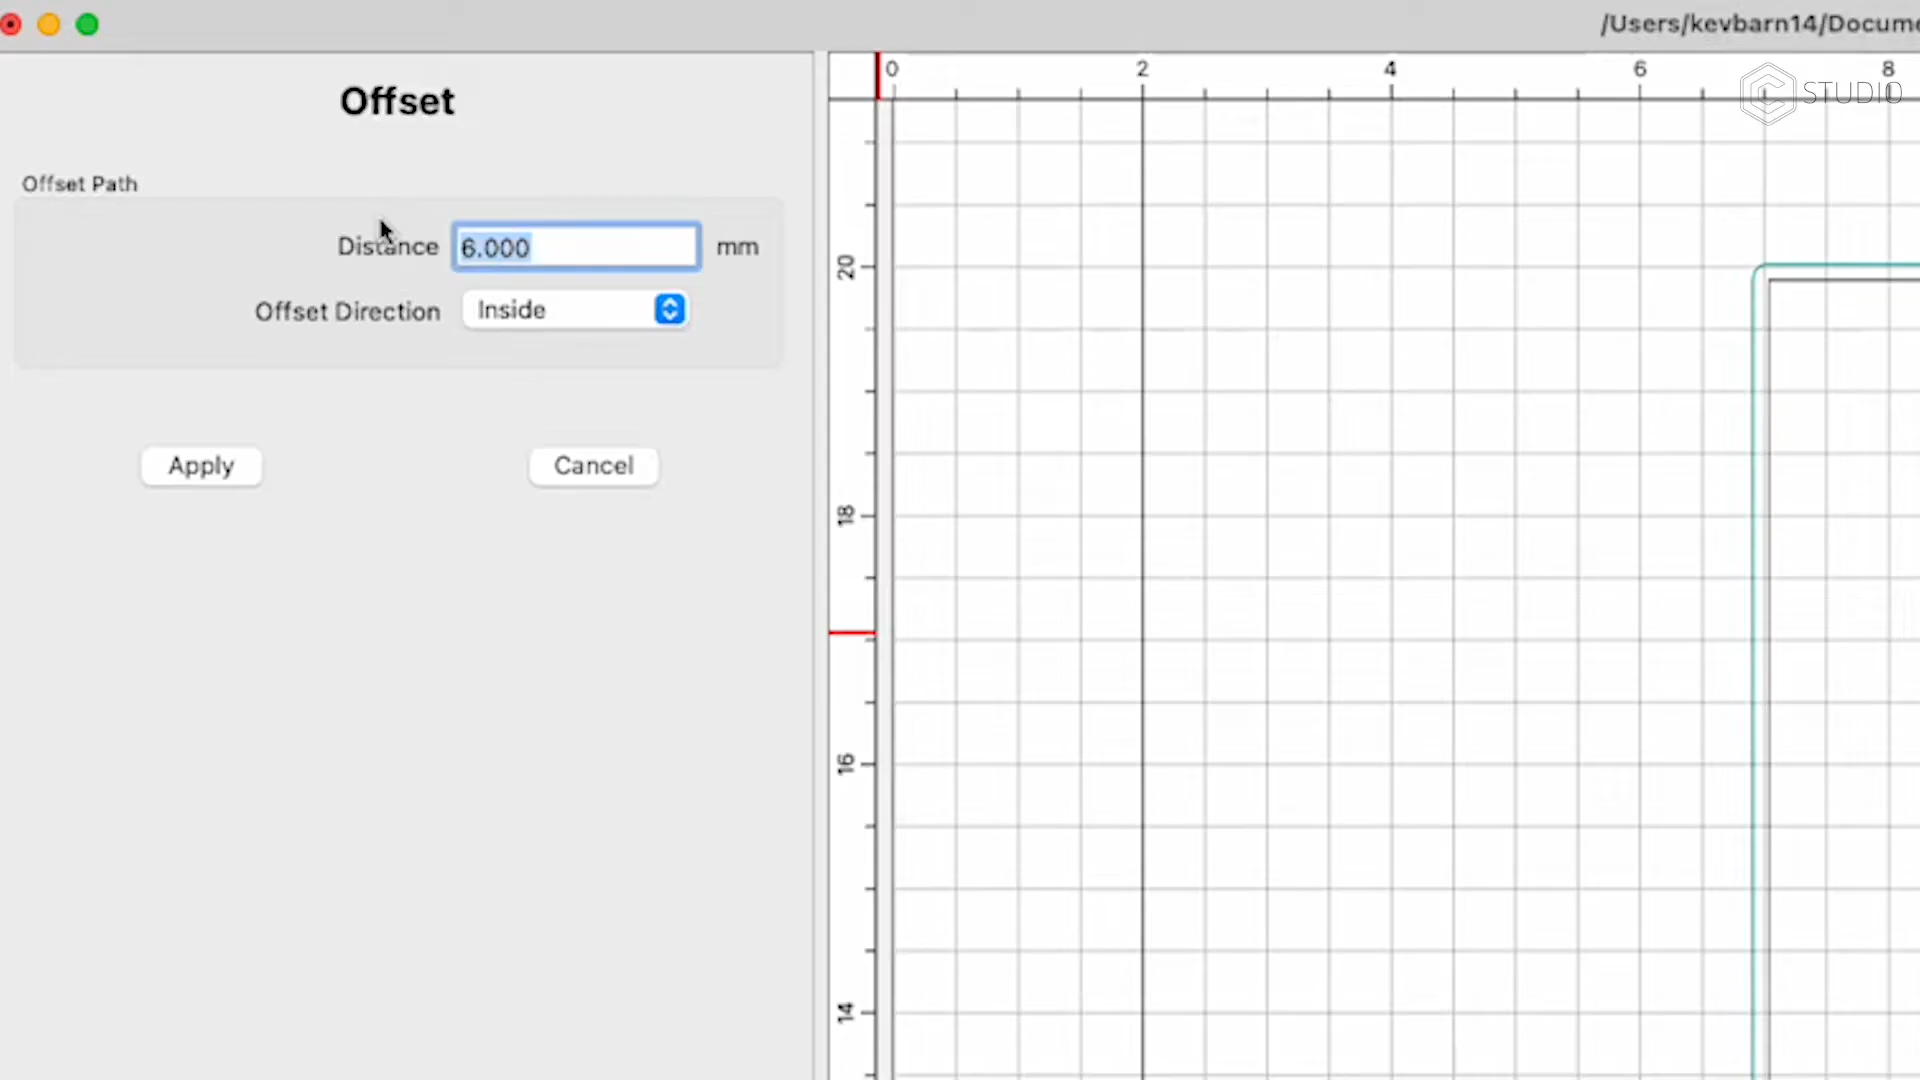 /Users/kevbarn14/Docume
Offset
0 2 4 6 8
STUDIO
Offset Path
Distance 6.000 mm
Offset Direction Inside
Apply Cancel
20
18
16
14